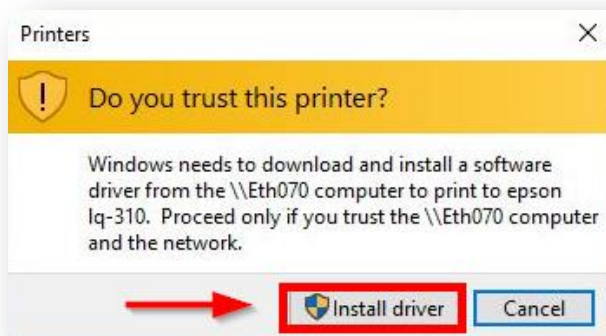 Printers
Do you trust this printer?
Windows needs to download and install a software
driver from the \\Eth070 computer to print to epson
lq-310.  Proceed only if you trust the \\Eth070 computer
and the network.
Install driver
Cancel